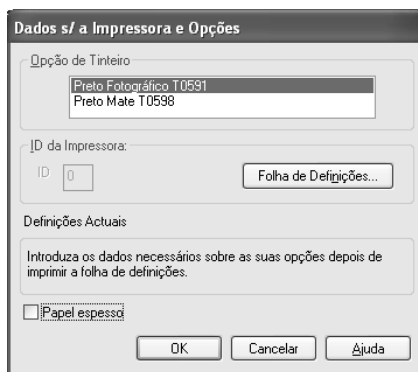 Dados s/ a Impressora e Opções
Opção de Tinteiro
Preto Fotográfico T0591
Preto Mate T0598
ID da Impressora:
ID 0 Folha de Definições...
Definições Actuais
Introduza os dados necessários sobre as suas opções depois de
imprimir a folha de definições.
Papel espesso
OK Cancelar Ajuda